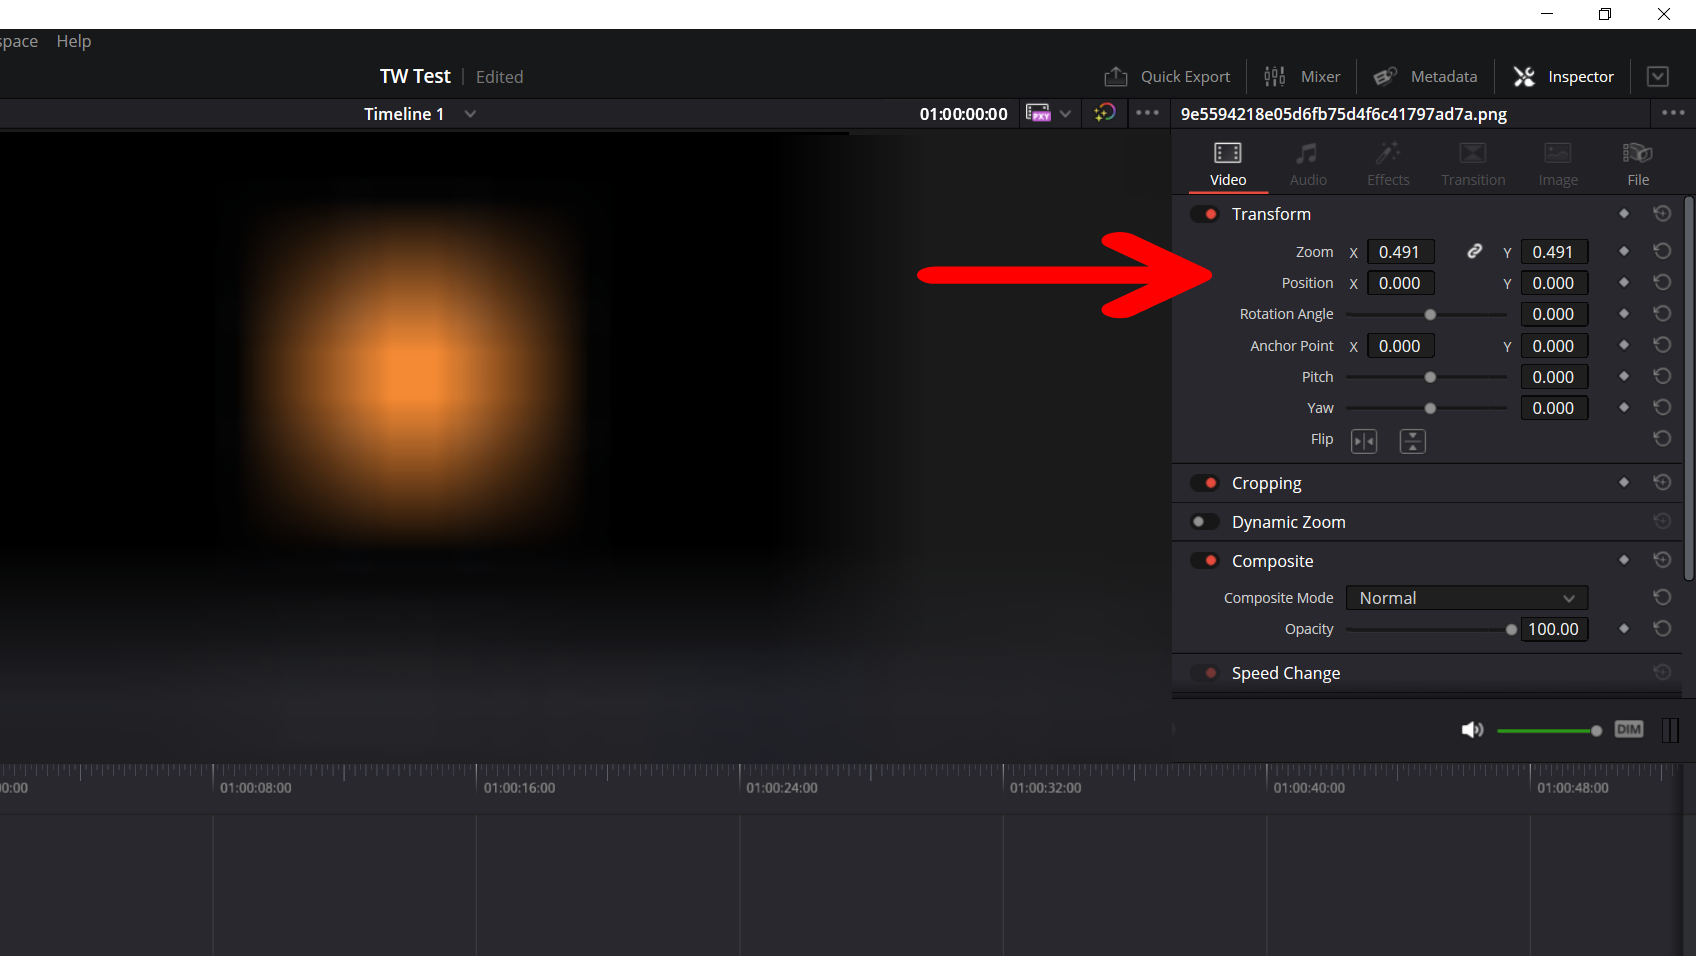 space Help
TW Test Edited
Quick Export Mixer Metadata Inspector
Timeline 1 01:00:00:00 PXY 9e5594218e05d6fb75d4f6c41797ad7a.png
Video Audio Effects Transition Image File
Transform
Zoom X 0.491 Y 0.491
Position X 0.000 Y 0.000
Rotation Angle 0.000
Anchor Point X 0.000 Y 0.000
Pitch 0.000
Yaw 0.000
Flip
Cropping
Dynamic Zoom
Composite
Composite Mode Normal
Opacity 100.00
Speed Change
DIM
00:00 01:00:08:00 01:00:16:00 01:00:24:00 01:00:32:00 01:00:40:00 01:00:48:00